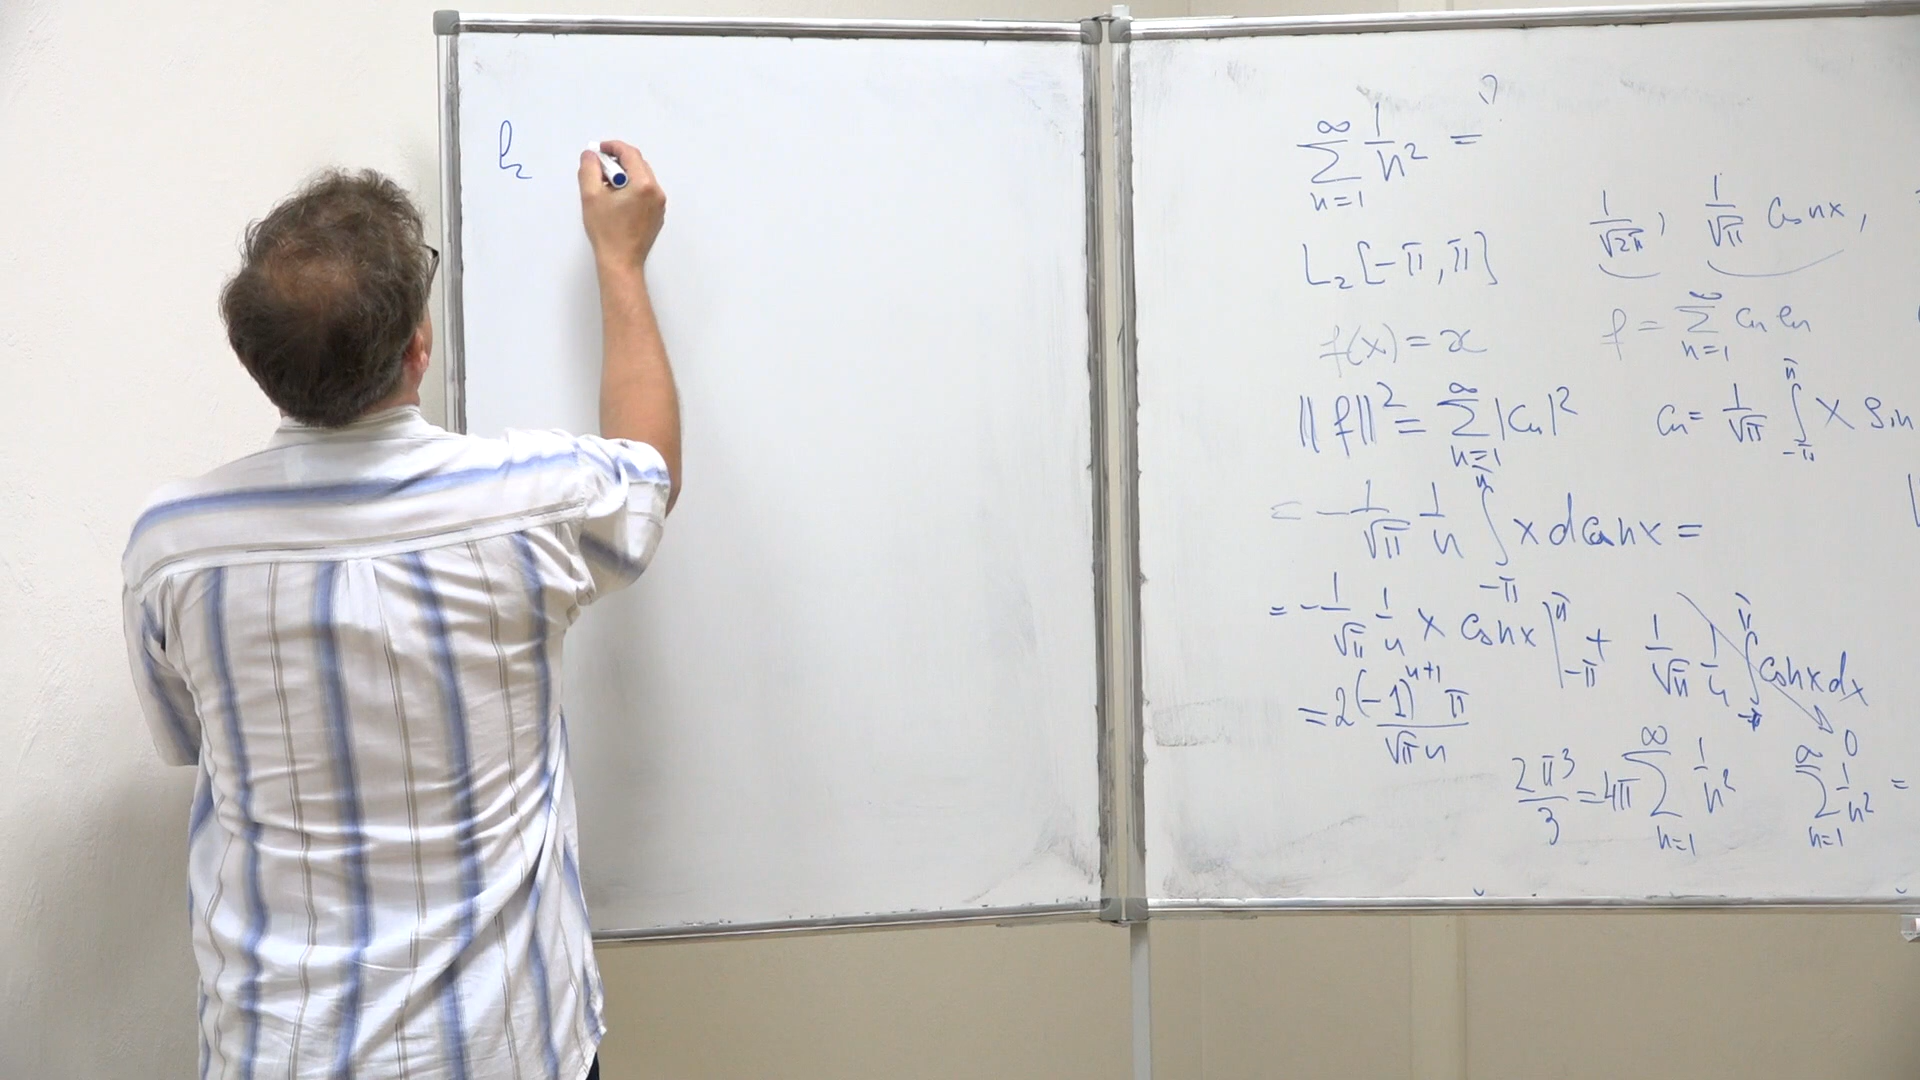 ℓ₂
∑_{n=1}^{∞} 1/n² = ?
L₂[-π, π]
1/√(2π), 1/√π cos nx,
f(x) = x
f = ∑_{n=1}^{∞} cₙ eₙ
||f||² = ∑_{n=1}^{∞} |cₙ|²
cₙ = 1/√π ∫_{-π}^{π} x sin
= - 1/√π 1/n ∫_{-π}^{π} x d cos nx =
= - 1/√π 1/n x cos nx |_{-π}^{π} + 1/√π 1/n ∫_{-π}^{π} cos nx dx
0
= 2(-1)^{n+1} π / (√π n)
2π³/3 = 4π ∑_{n=1}^{∞} 1/n²
∑_{n=1}^{∞} 1/n² =